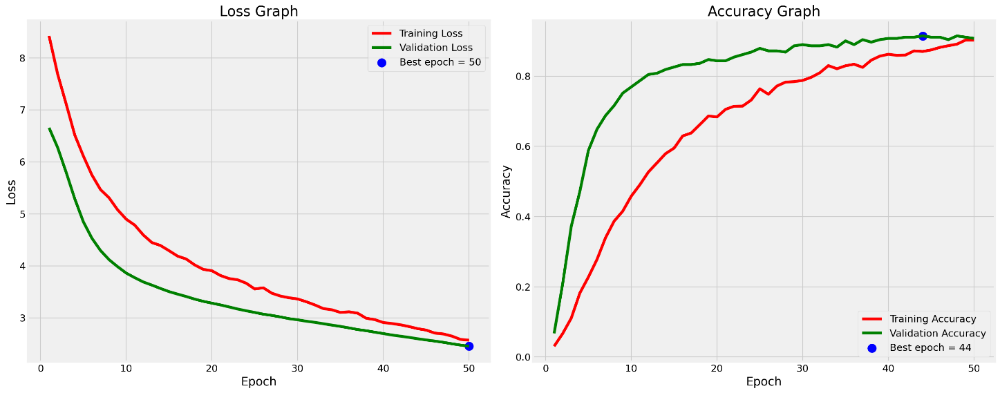 Loss Graph
Training Loss
Validation Loss
Best epoch = 50
8
7
6
5
4
3
Loss
0
10
20
30
40
50
Epoch
Accuracy Graph
0.8
0.6
0.4
0.2
0.0
Accuracy
Training Accuracy
Validation Accuracy
Best epoch = 44
0
10
20
30
40
50
Epoch